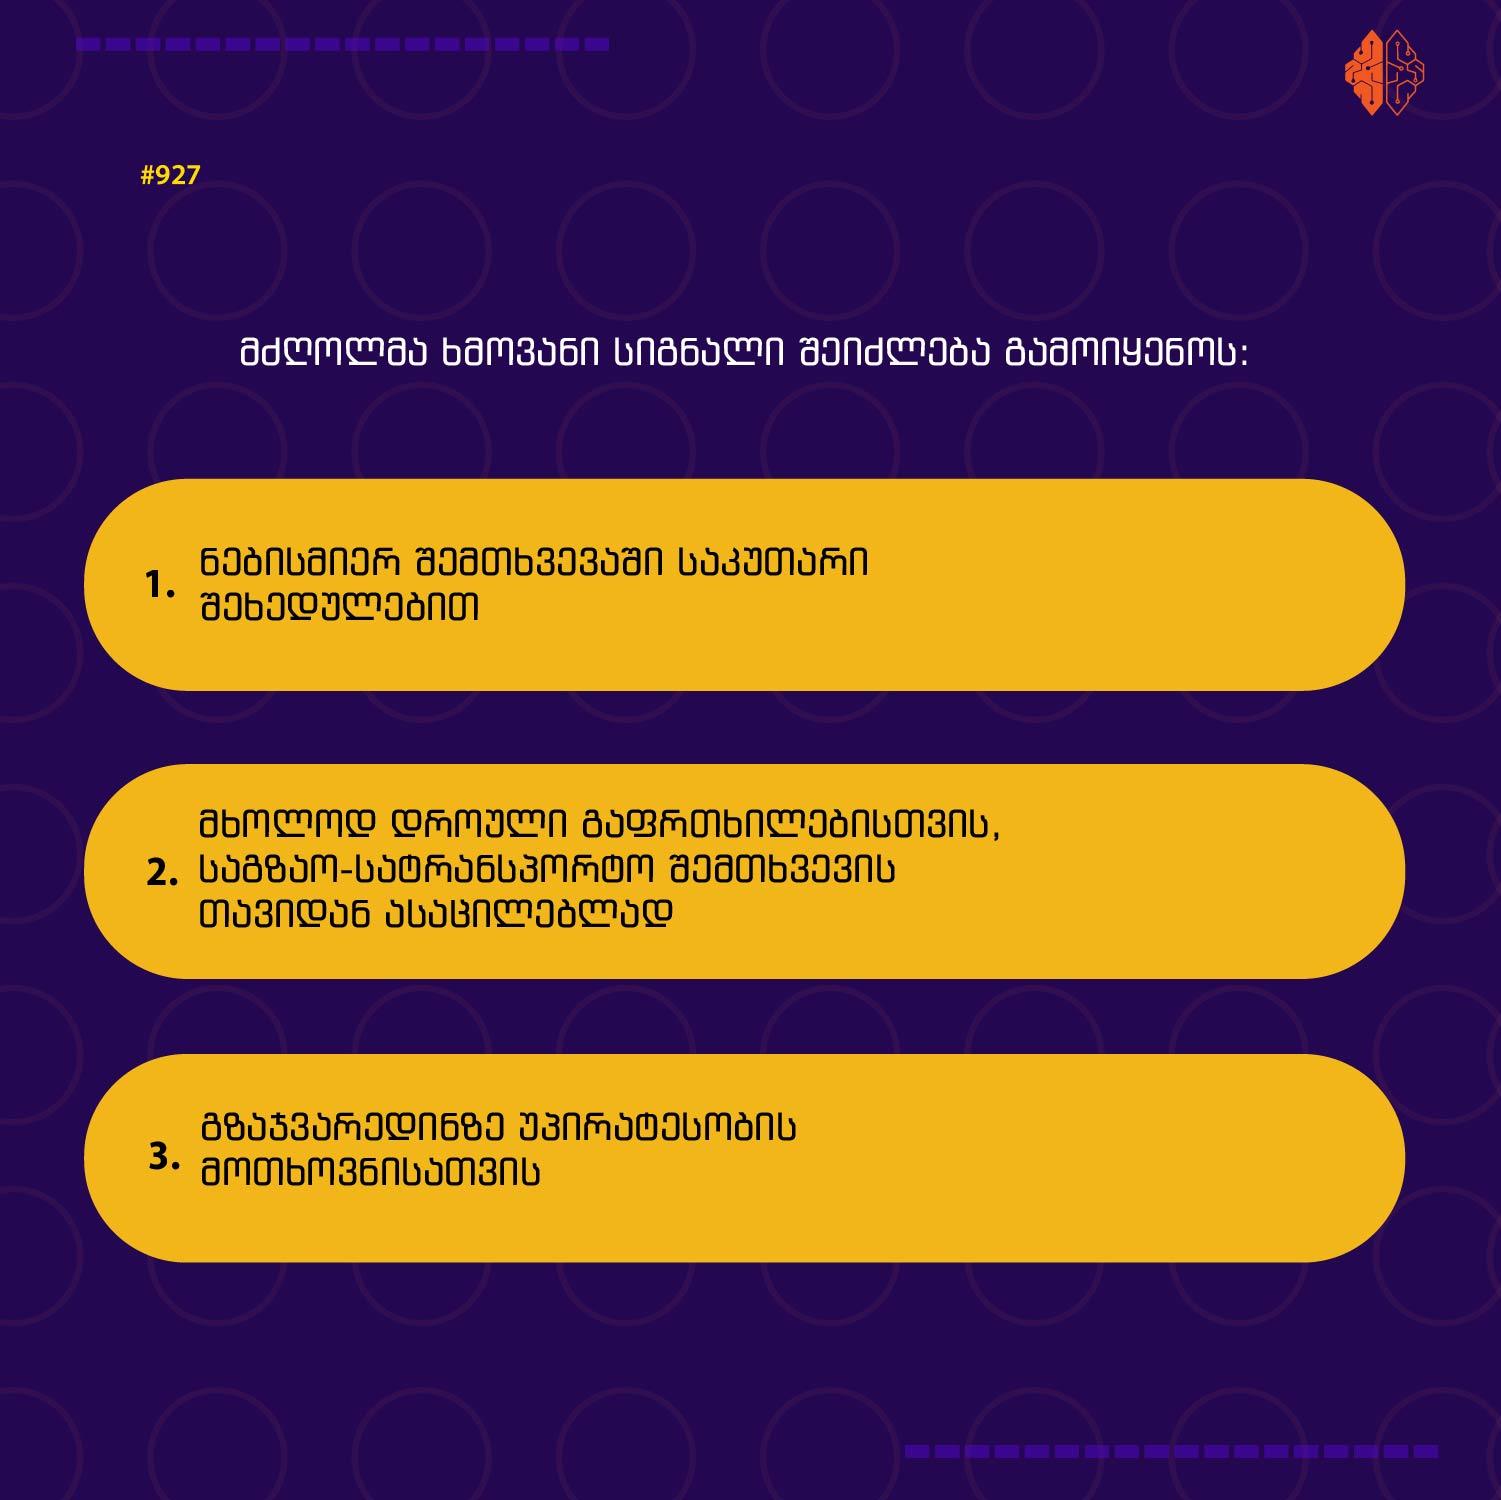 #927
მძღოლმა ხმოვანი სიგნალი შეიძლება გამოიყენოს:
1. ნებისმიერ შემთხვევაში საკუთარი
შეხედულებით
მხოლოდ დროული გაფრთხილებისთვის,
2. საგზაო-სატრანსპორტო შემთხვევის
თავიდან ასაცილებლად
3. გზაჯვარედინზე უპირატესობის
მოთხოვნისათვის